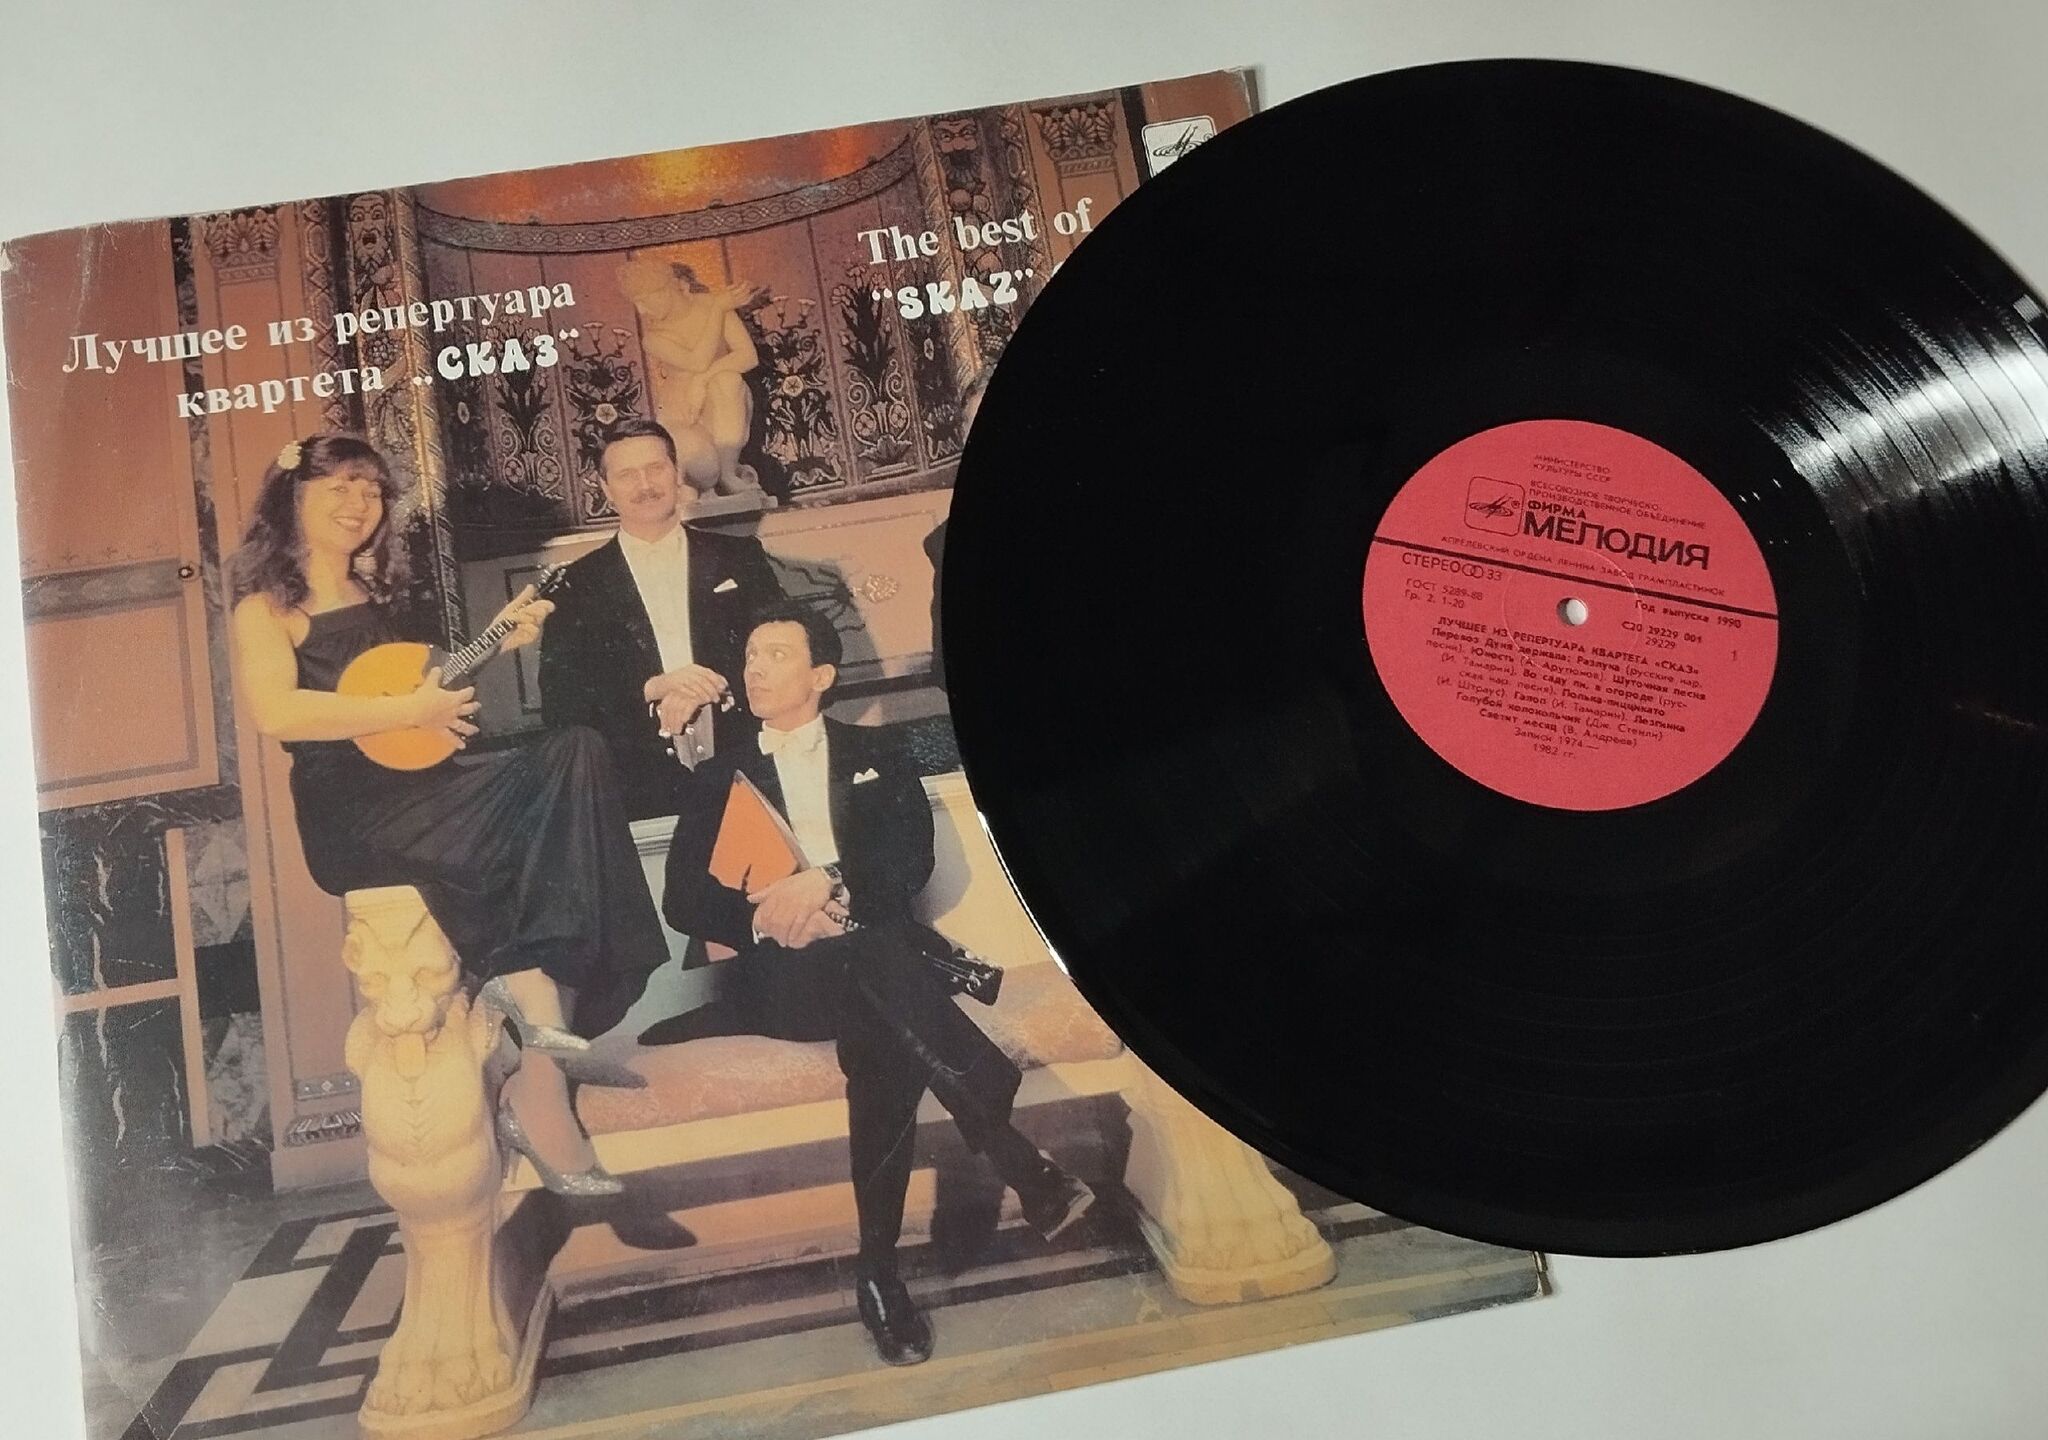 Лучшее из репертуара
квартета „СКАЗ“
The best of
“SKAZ”
МИНИСТЕРСТВО
КУЛЬТУРЫ СССР
ВСЕСОЮЗНОЕ ТВОРЧЕСКО-
ПРОИЗВОДСТВЕННОЕ ОБЪЕДИНЕНИЕ
ФИРМА
МЕЛОДИЯ
АПРЕЛЕВСКИЙ ОРДЕНА ЛЕНИНА ЗАВОД ГРАМПЛАСТИНОК
СТЕРЕО 33
ГОСТ 5289-88
Гр. 2. 1-20
Год выпуска 1990
С20 29229 001
29229
1
ЛУЧШЕЕ ИЗ РЕПЕРТУАРА КВАРТЕТА «СКАЗ»
Перевоз Дуня держала; Разлука (русские нар.
песни). Юность (А. Арутюнов). Шуточная песня
(И. Тамарин). Во саду ли, в огороде (рус-
ская нар. песня). Полька-пиццикато
(И. Штраус). Галоп (И. Тамарин). Лезгинка
Голубой колокольчик (Дж. Стенли)
Светит месяц (В. Андреев)
Записи 1974—
1982 гг.